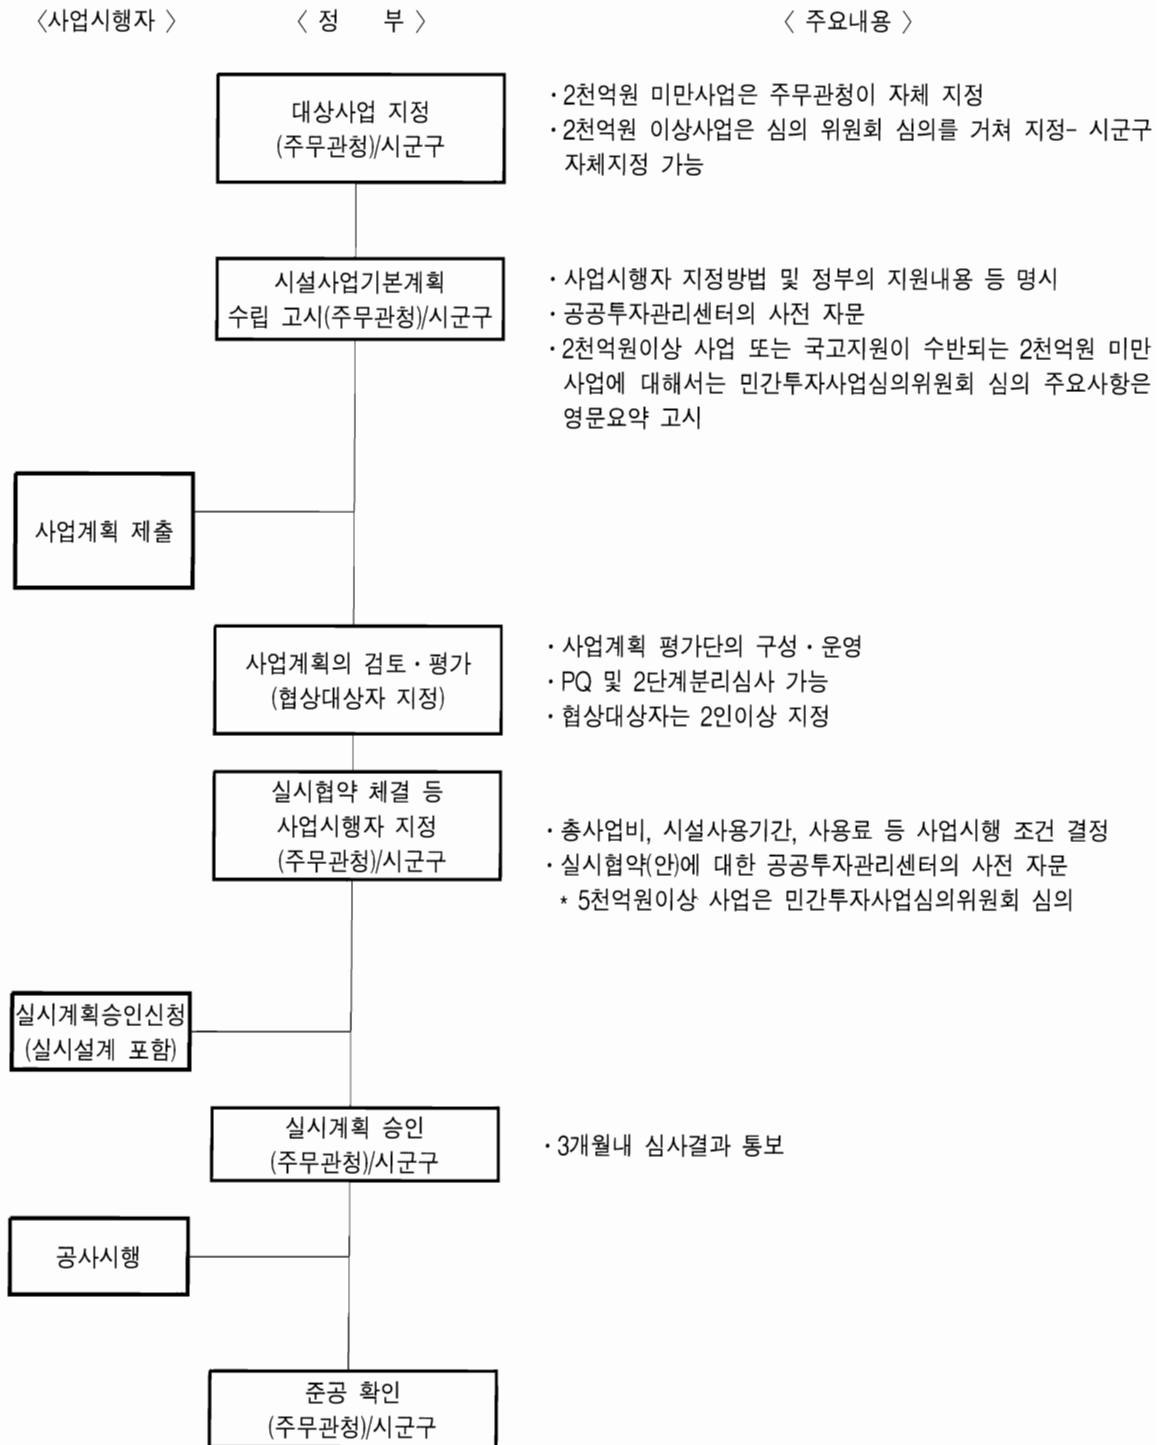 〈사업시행자 〉 〈 정 부 〉 〈 주요내용 〉
대상사업 지정
(주무관청)/시군구
· 2천억원 미만사업은 주무관청이 자체 지정
· 2천억원 이상사업은 심의 위원회 심의를 거쳐 지정- 시군구
자체지정 가능
시설사업기본계획
수립 고시(주무관청)/시군구
· 사업시행자 지정방법 및 정부의 지원내용 등 명시
· 공공투자관리센터의 사전 자문
· 2천억원이상 사업 또는 국고지원이 수반되는 2천억원 미만
사업에 대해서는 민간투자사업심의위원회 심의 주요사항은
영문요약 고시
사업계획 제출
사업계획의 검토 · 평가
(협상대상자 지정)
· 사업계획 평가단의 구성 · 운영
· PQ 및 2단계분리심사 가능
· 협상대상자는 2인이상 지정
실시협약 체결 등
사업시행자 지정
(주무관청)/시군구
· 총사업비, 시설사용기간, 사용료 등 사업시행 조건 결정
· 실시협약(안)에 대한 공공투자관리센터의 사전 자문
* 5천억원이상 사업은 민간투자사업심의위원회 심의
실시계획승인신청
(실시설계 포함)
실시계획 승인
(주무관청)/시군구
· 3개월내 심사결과 통보
공사시행
준공 확인
(주무관청)/시군구